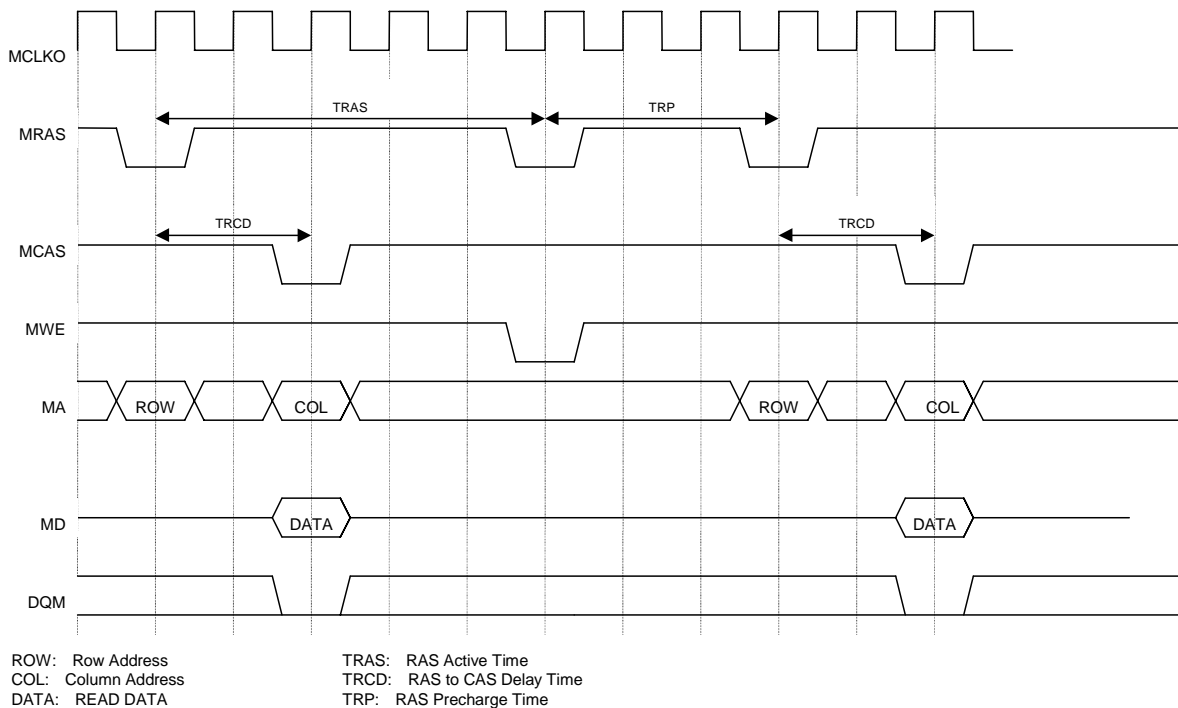 MCLKO
TRAS TRP
MRAS
TRCD TRCD
MCAS
MWE
MA ROW COL ROW COL
MD DATA DATA
DQM
ROW: Row Address TRAS: RAS Active Time
COL: Column Address TRCD: RAS to CAS Delay Time
DATA: READ DATA TRP: RAS Precharge Time